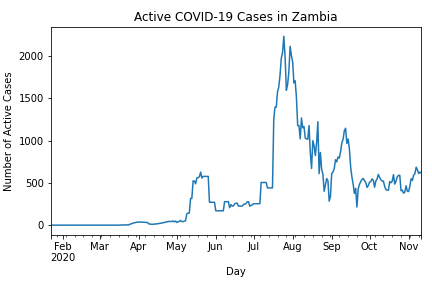 Active COVID-19 Cases in Zambia
Number of Active Cases
2000
1500
1000
500
0
Feb Mar Apr May Jun Jul Aug Sep Oct Nov
2020
Day